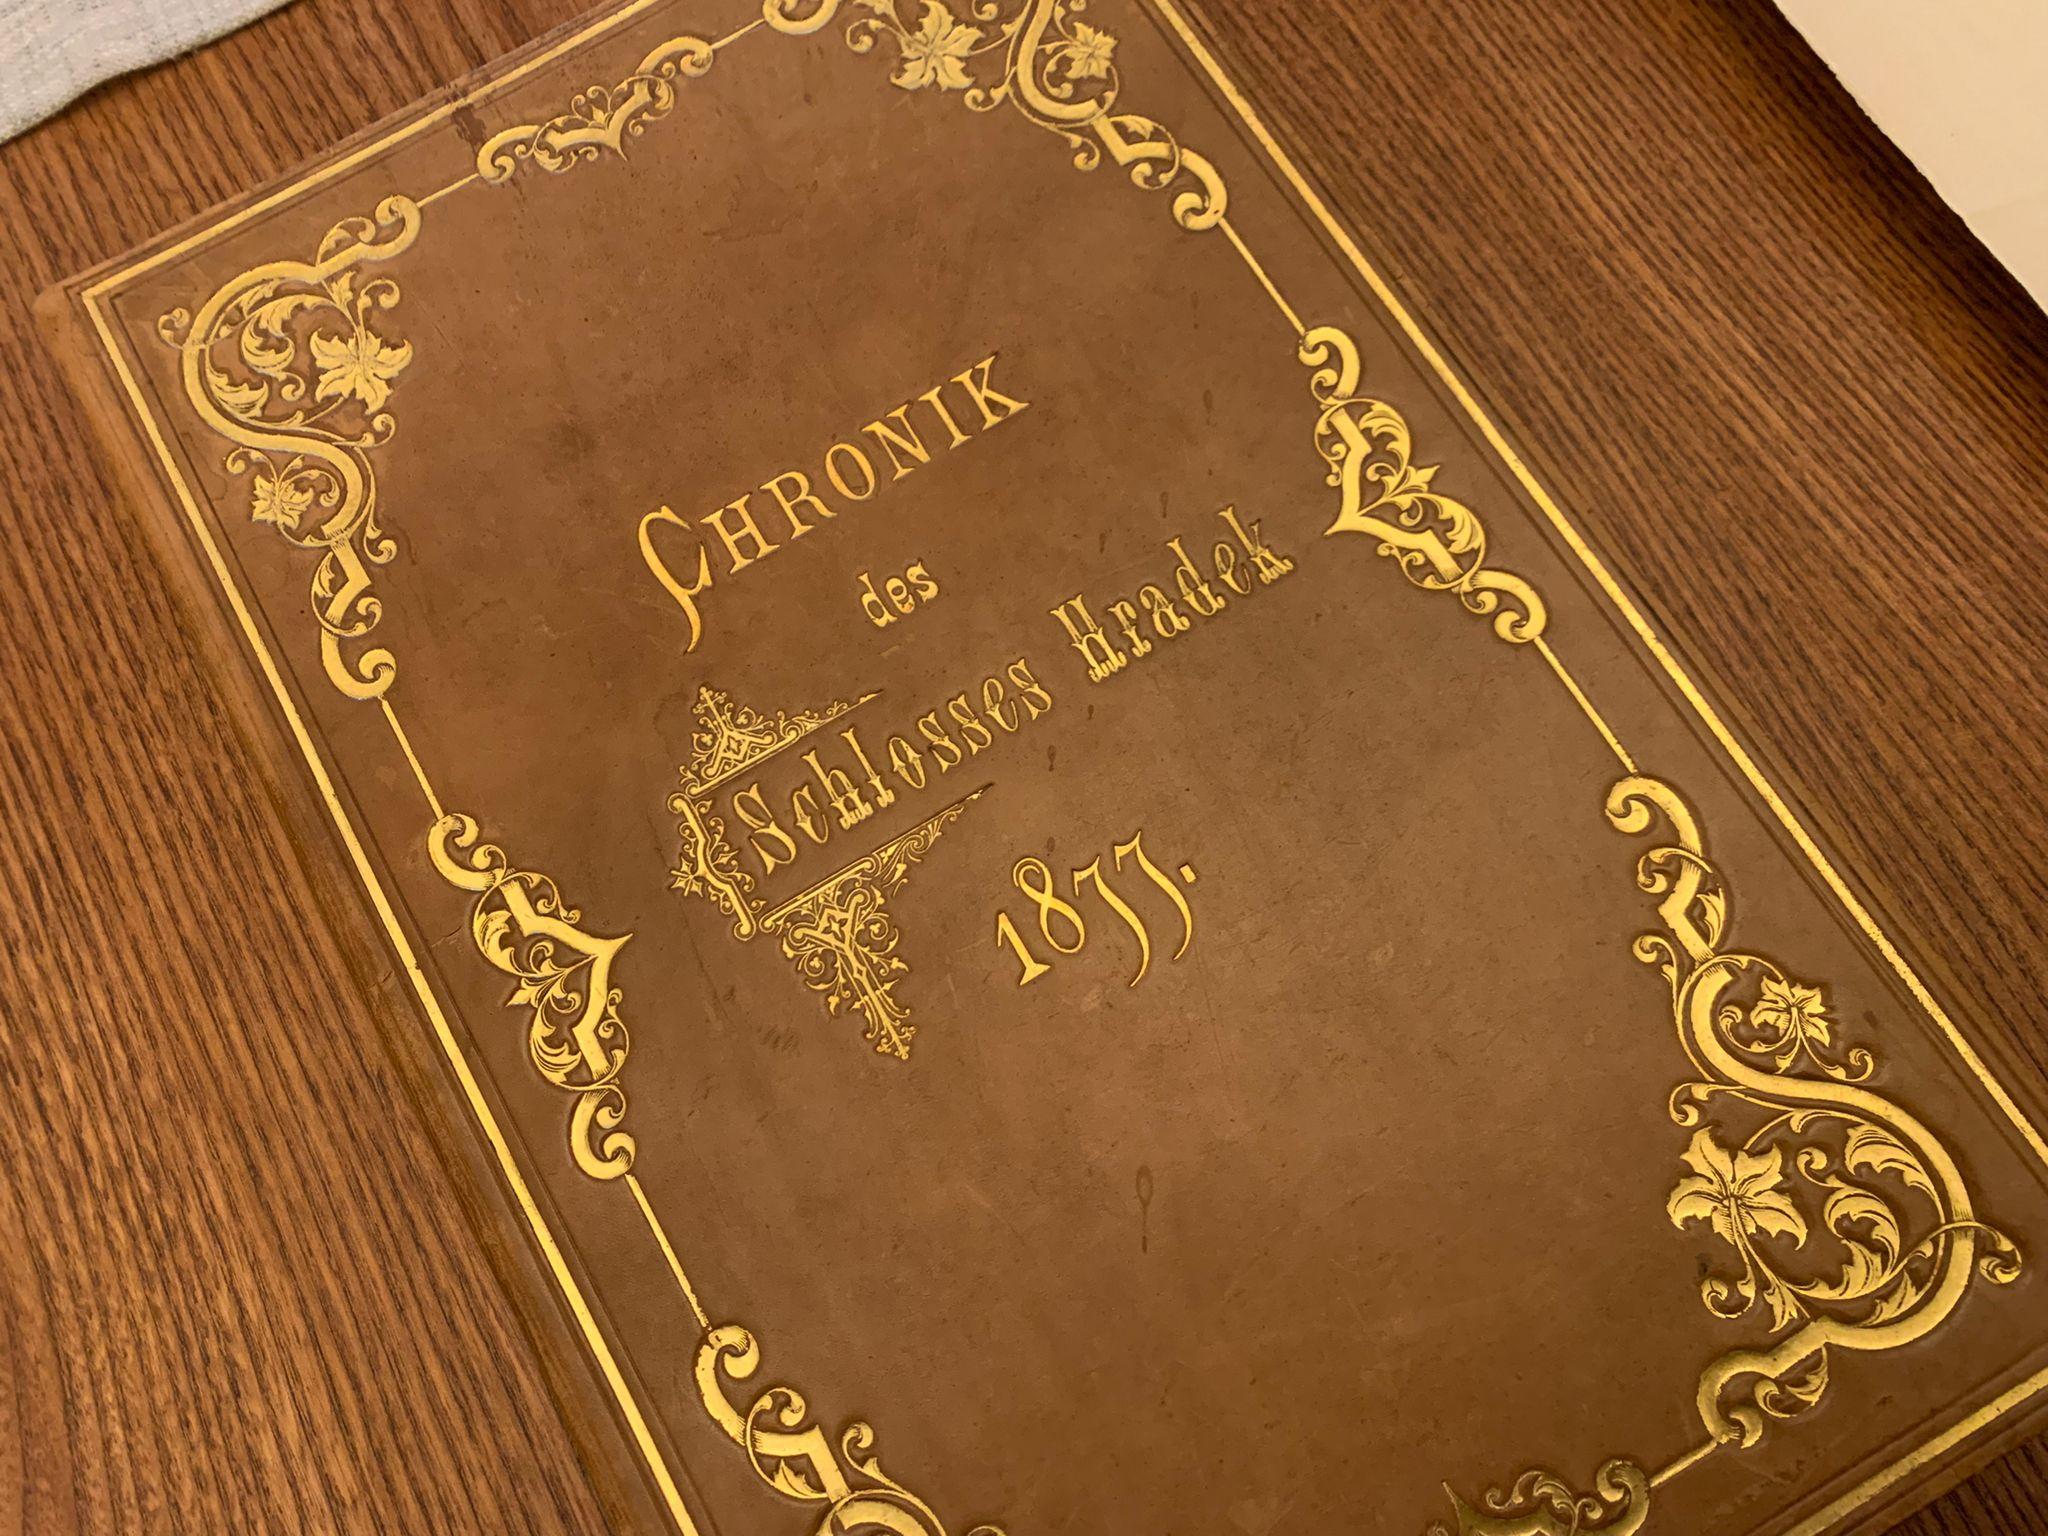 CHRONIK
des
Schlosses Hradek
1877.